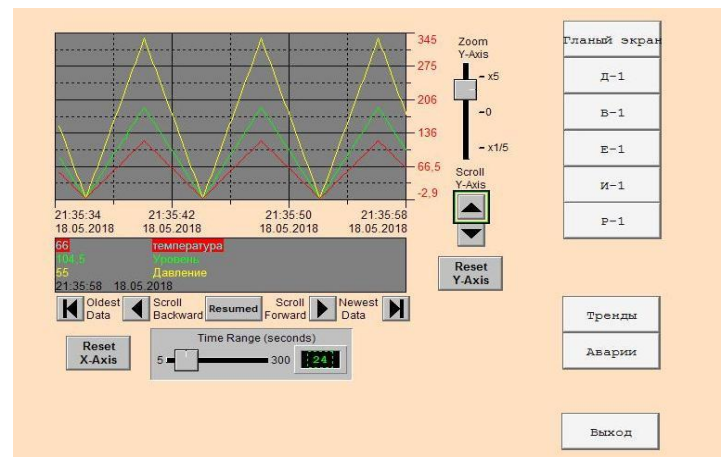 345
275
206
136
66,5
-2,9
21:35:34 21:35:42 21:35:50 21:35:58
18.05.2018 18.05.2018 18.05.2018 18.05.2018
66 температура
104,5 Уровень
55 Давление
21:35:58 18.05.2018
Oldest Data
Scroll Backward
Resumed
Scroll Forward
Newest Data
Reset X-Axis
Time Range (seconds)
5 300 24
Zoom Y-Axis
x5
0
x1/5
Scroll Y-Axis
Reset Y-Axis
Гланый экран
Д-1
В-1
Е-1
И-1
Р-1
Тренды
Аварии
Выход